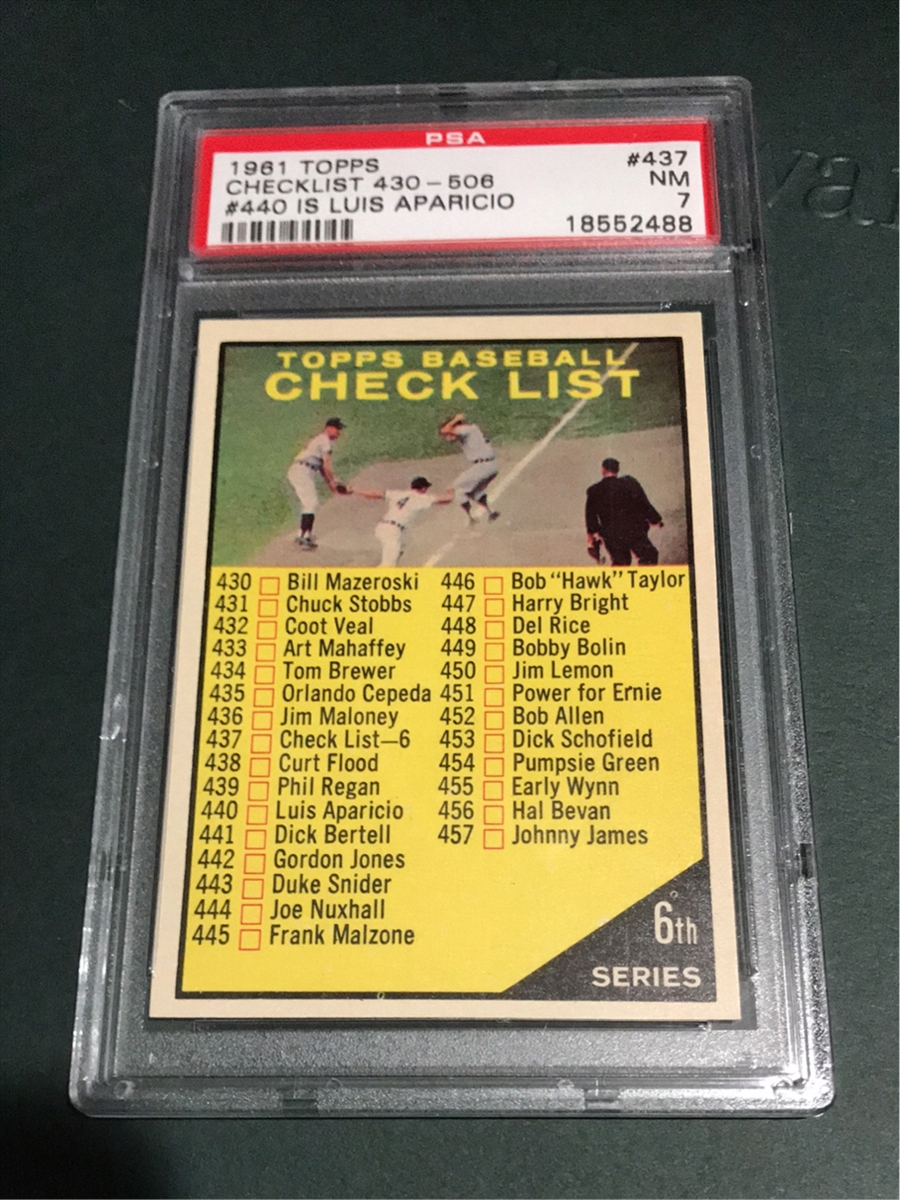 PSA
1961 TOPPS #437
CHECKLIST 430-506 NM
#440 IS LUIS APARICIO 7
18552488
TOPPS BASEBALL
CHECK LIST
4
430 Bill Mazeroski
431 Chuck Stobbs
432 Coot Veal
433 Art Mahaffey
434 Tom Brewer
435 Orlando Cepeda
436 Jim Maloney
437 Check List—6
438 Curt Flood
439 Phil Regan
440 Luis Aparicio
441 Dick Bertell
442 Gordon Jones
443 Duke Snider
444 Joe Nuxhall
445 Frank Malzone
446 Bob "Hawk" Taylor
447 Harry Bright
448 Del Rice
449 Bobby Bolin
450 Jim Lemon
451 Power for Ernie
452 Bob Allen
453 Dick Schofield
454 Pumpsie Green
455 Early Wynn
456 Hal Bevan
457 Johnny James
6th
SERIES